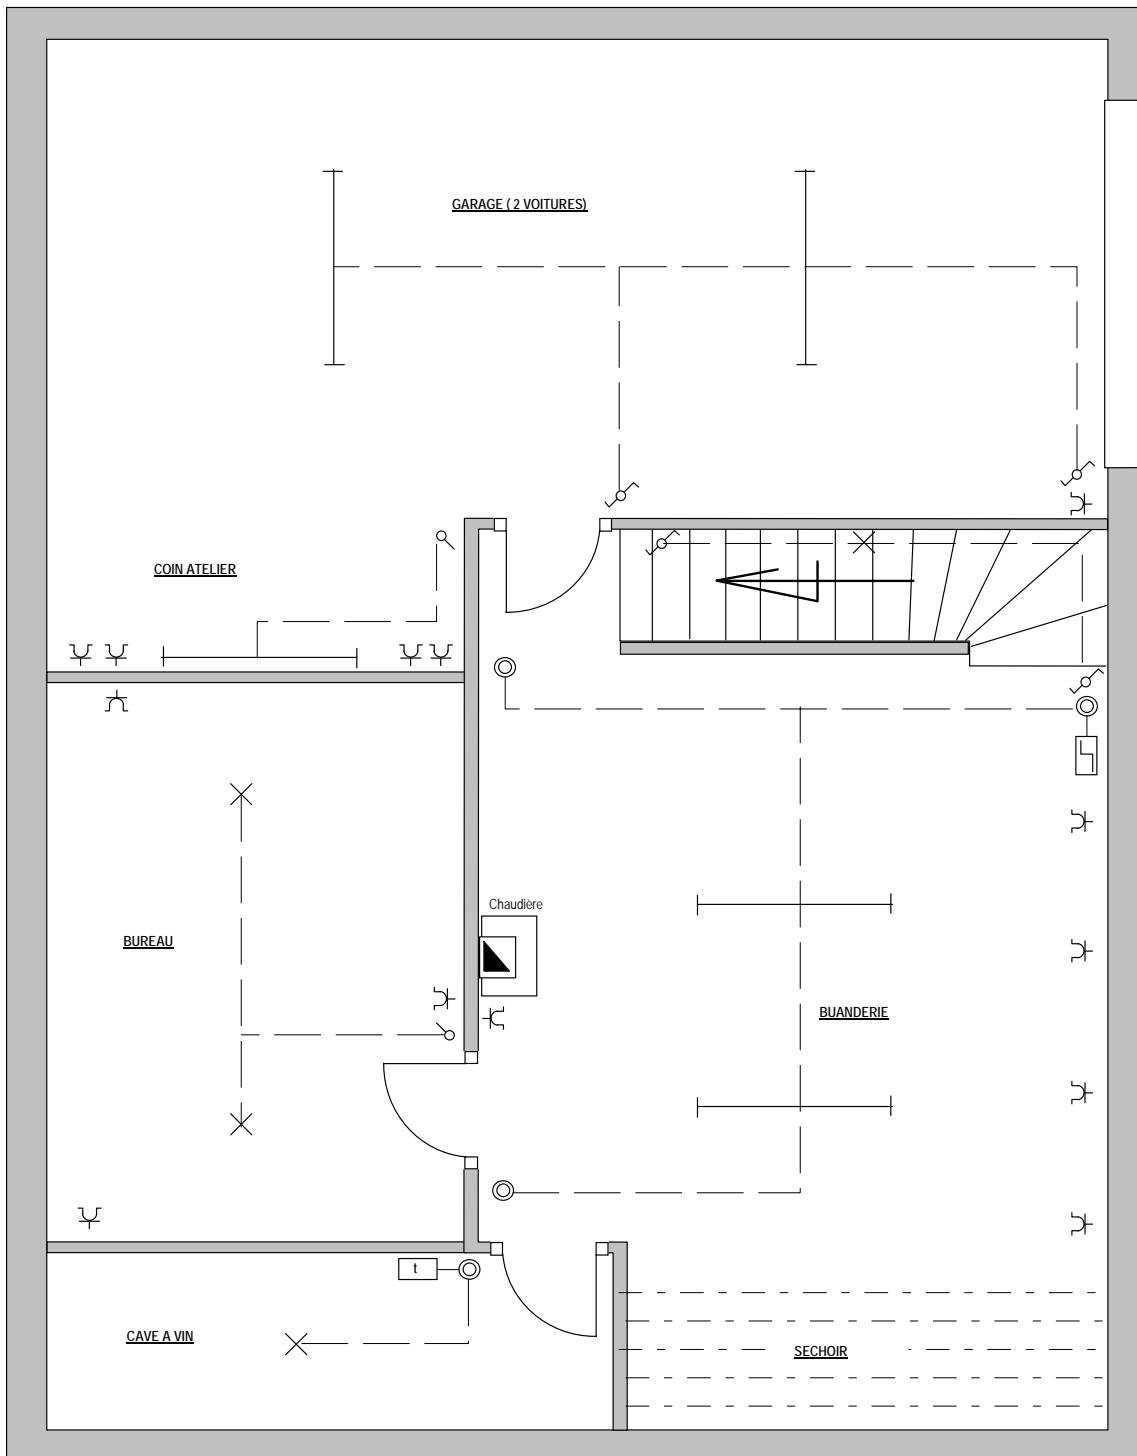 GARAGE ( 2 VOITURES)
COIN ATELIER
Chaudière
BUREAU
BUANDERIE
t
CAVE A VIN
SECHOIR